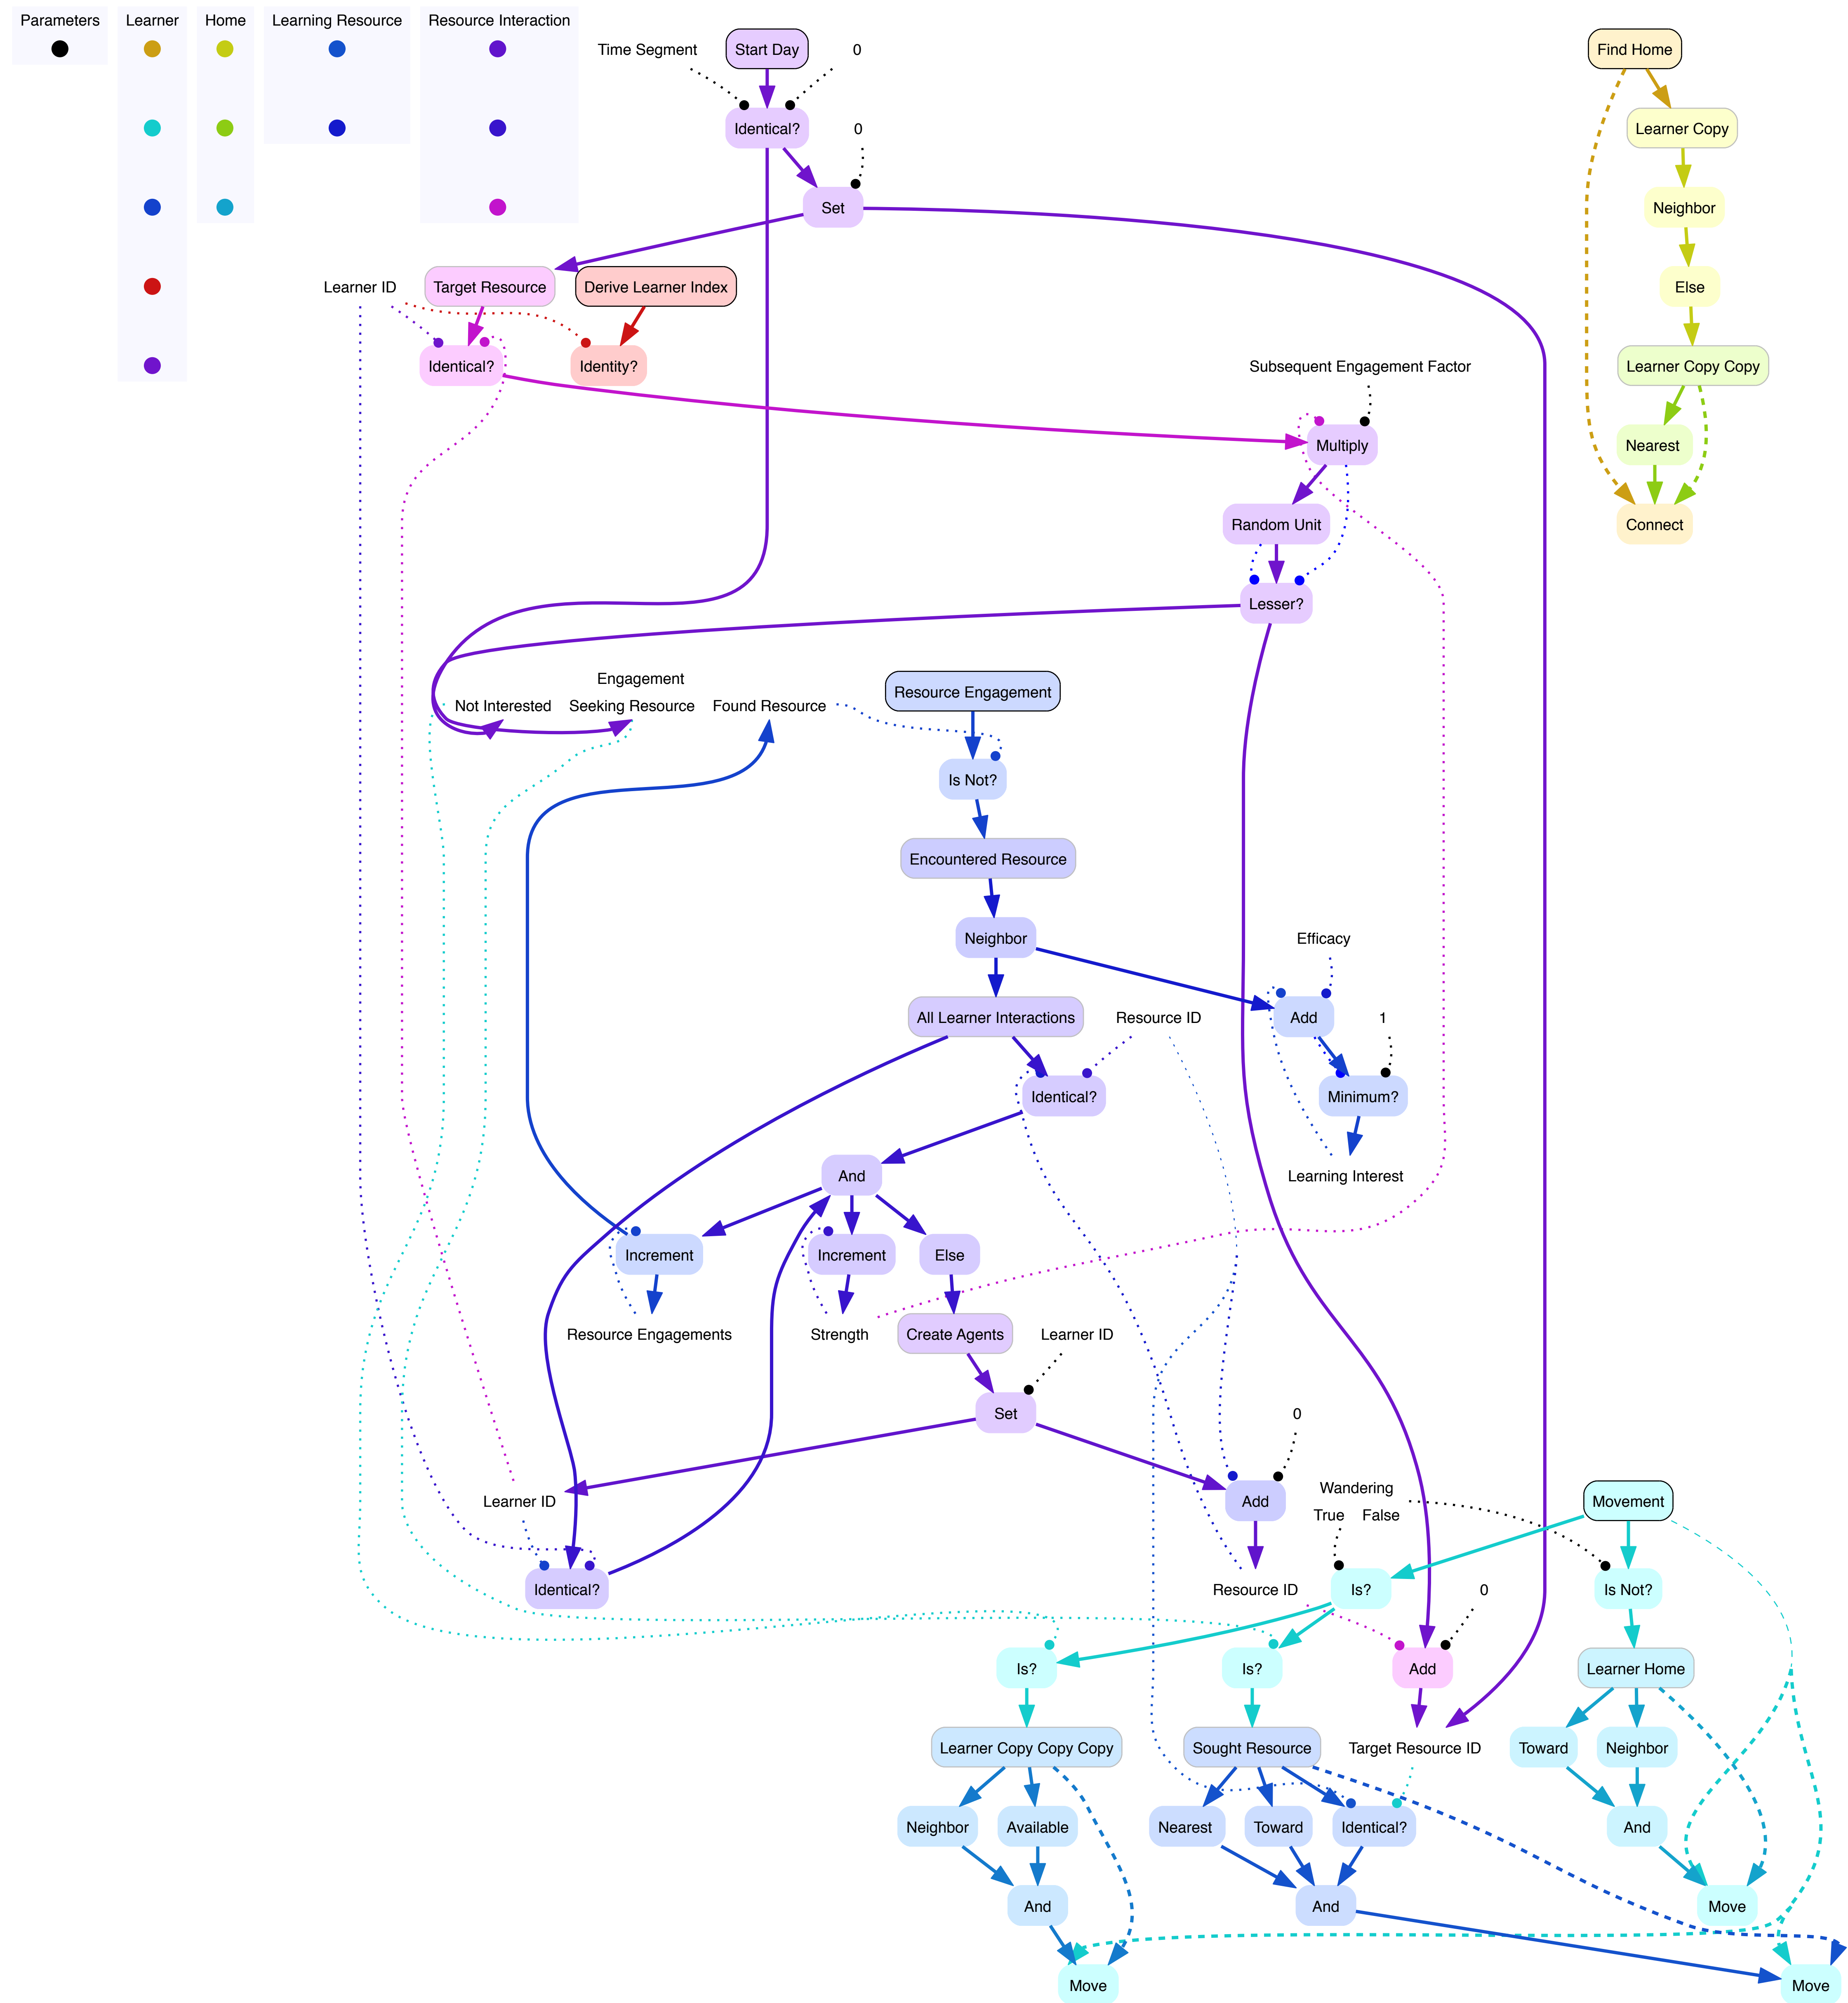 Parameters
Learner
Home
Learning Resource
Resource Interaction
Time Segment
Start Day
0
Find Home
Identical?
0
Learner Copy
Set
Neighbor
Learner ID
Target Resource
Derive Learner Index
Else
Identical?
Identity?
Subsequent Engagement Factor
Learner Copy Copy
Multiply
Nearest
Random Unit
Connect
Lesser?
Engagement
Not Interested
Seeking Resource
Found Resource
Resource Engagement
Is Not?
Encountered Resource
Neighbor
Efficacy
All Learner Interactions
Resource ID
Add
1
Identical?
Minimum?
And
Learning Interest
Increment
Increment
Else
Resource Engagements
Strength
Create Agents
Learner ID
Set
0
Learner ID
Add
Wandering
True
False
Movement
Identical?
Resource ID
Is?
0
Is Not?
Is?
Is?
Add
Learner Home
Learner Copy Copy Copy
Sought Resource
Target Resource ID
Toward
Neighbor
Neighbor
Available
Nearest
Toward
Identical?
And
And
And
Move
Move
Move